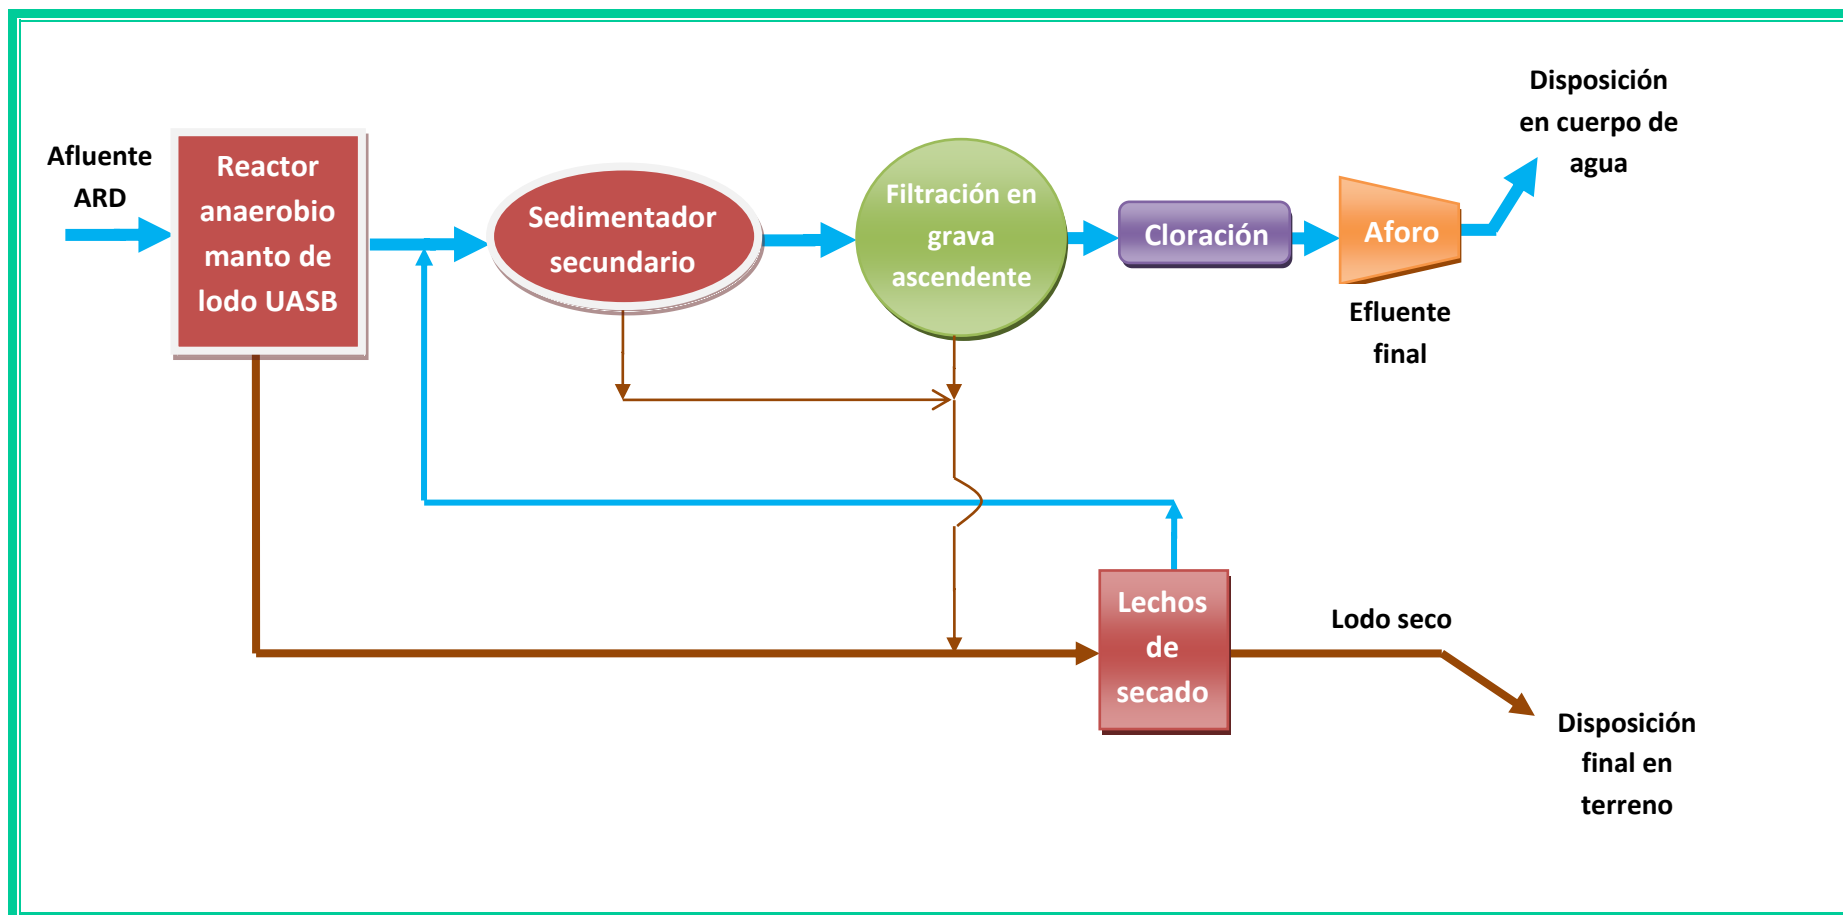 Afluente
ARD
Reactor
anaerobio
manto de
lodo UASB
Sedimentador
secundario
Filtración en
grava
ascendente
Cloración
Aforo
Efluente
final
Disposición
en cuerpo de
agua
Lechos
de
secado
Lodo seco
Disposición
final en
terreno